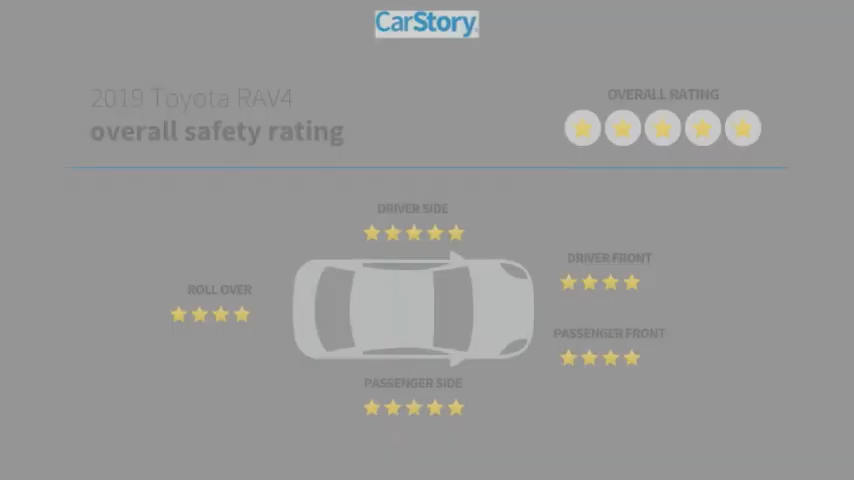 CarStory
2019 Toyota RAV4
overall safety rating
OVERALL RATING
DRIVER SIDE
DRIVER FRONT
ROLL OVER
PASSENGER FRONT
PASSENGER SIDE